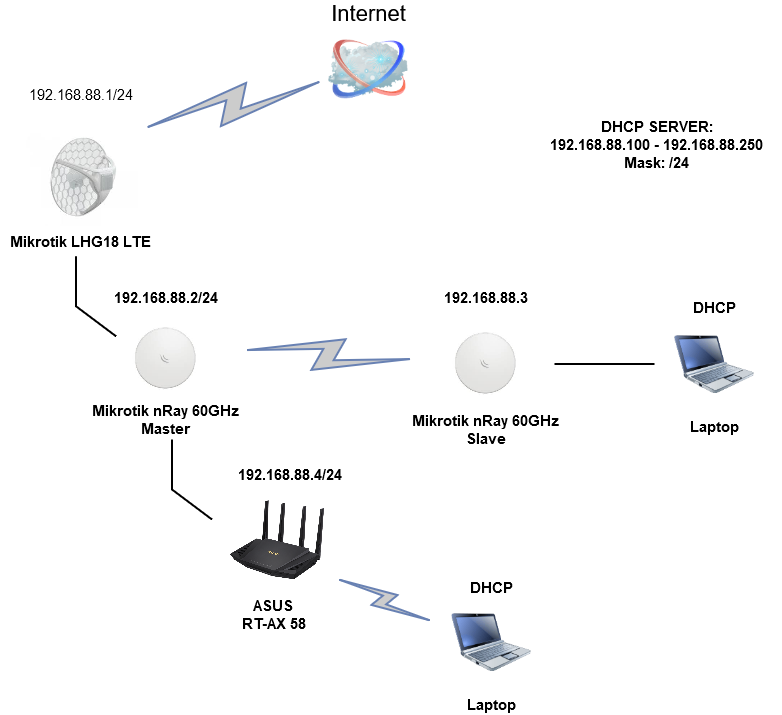 Internet
192.168.88.1/24
DHCP SERVER:
192.168.88.100 - 192.168.88.250
Mask: /24
Mikrotik LHG18 LTE
192.168.88.2/24
192.168.88.3
DHCP
Mikrotik nRay 60GHz
Master
Mikrotik nRay 60GHz
Slave
Laptop
192.168.88.4/24
ASUS
RT-AX 58
DHCP
Laptop